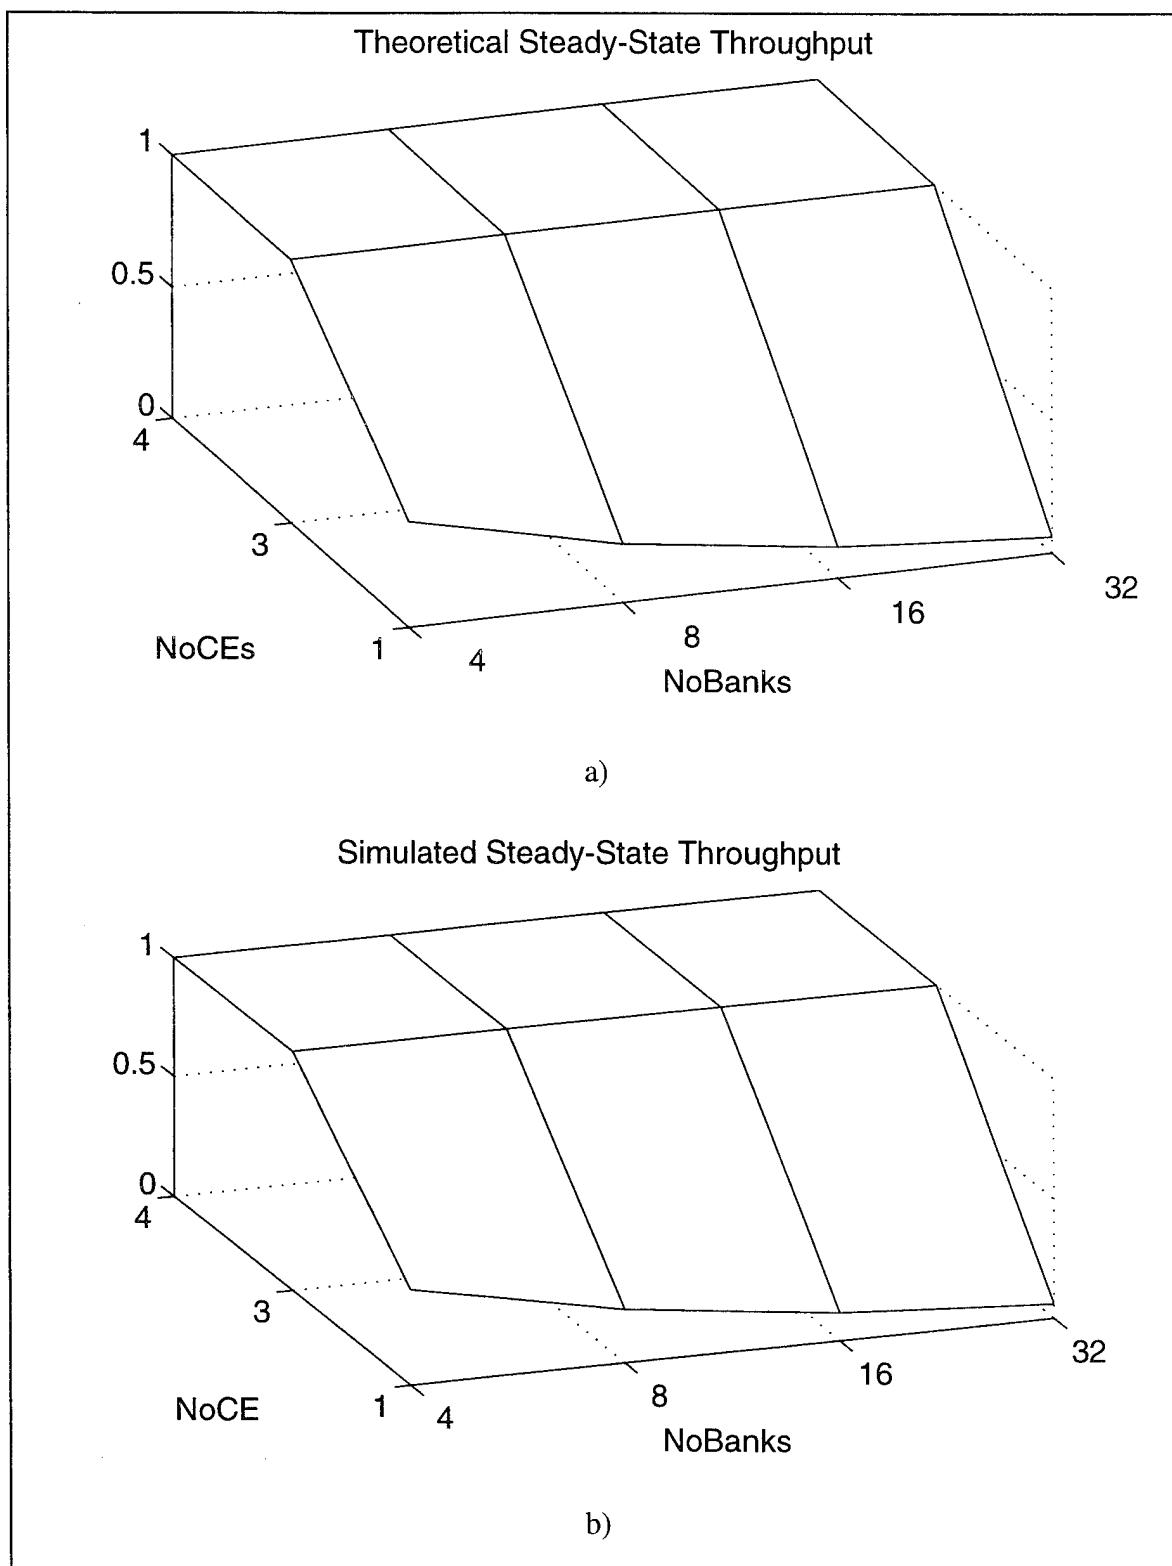 Theoretical Steady-State Throughput
1
0.5
0
4
3
1
4
8
16
32
NoCEs
NoBanks
a)
Simulated Steady-State Throughput
1
0.5
0
4
3
1
4
8
16
32
NoCE
NoBanks
b)